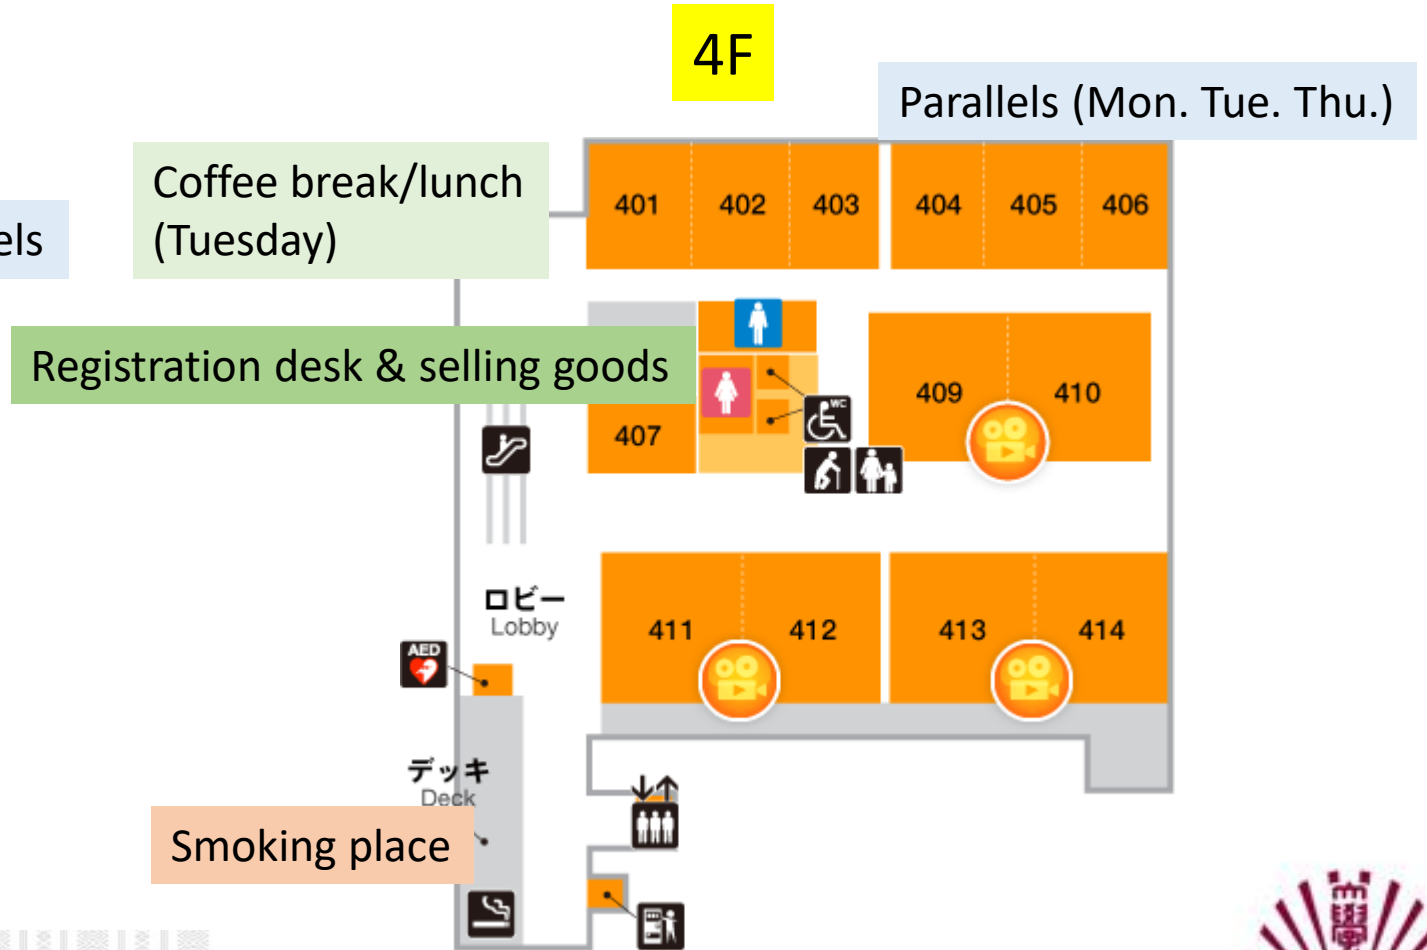 4F
Parallels (Mon. Tue. Thu.)
Coffee break/lunch
(Tuesday)
els
401 402 403 404 405 406
Registration desk & selling goods
WC
409 410
407
ロビー
Lobby
411 412 413 414
AED
デッキ
Deck
Smoking place